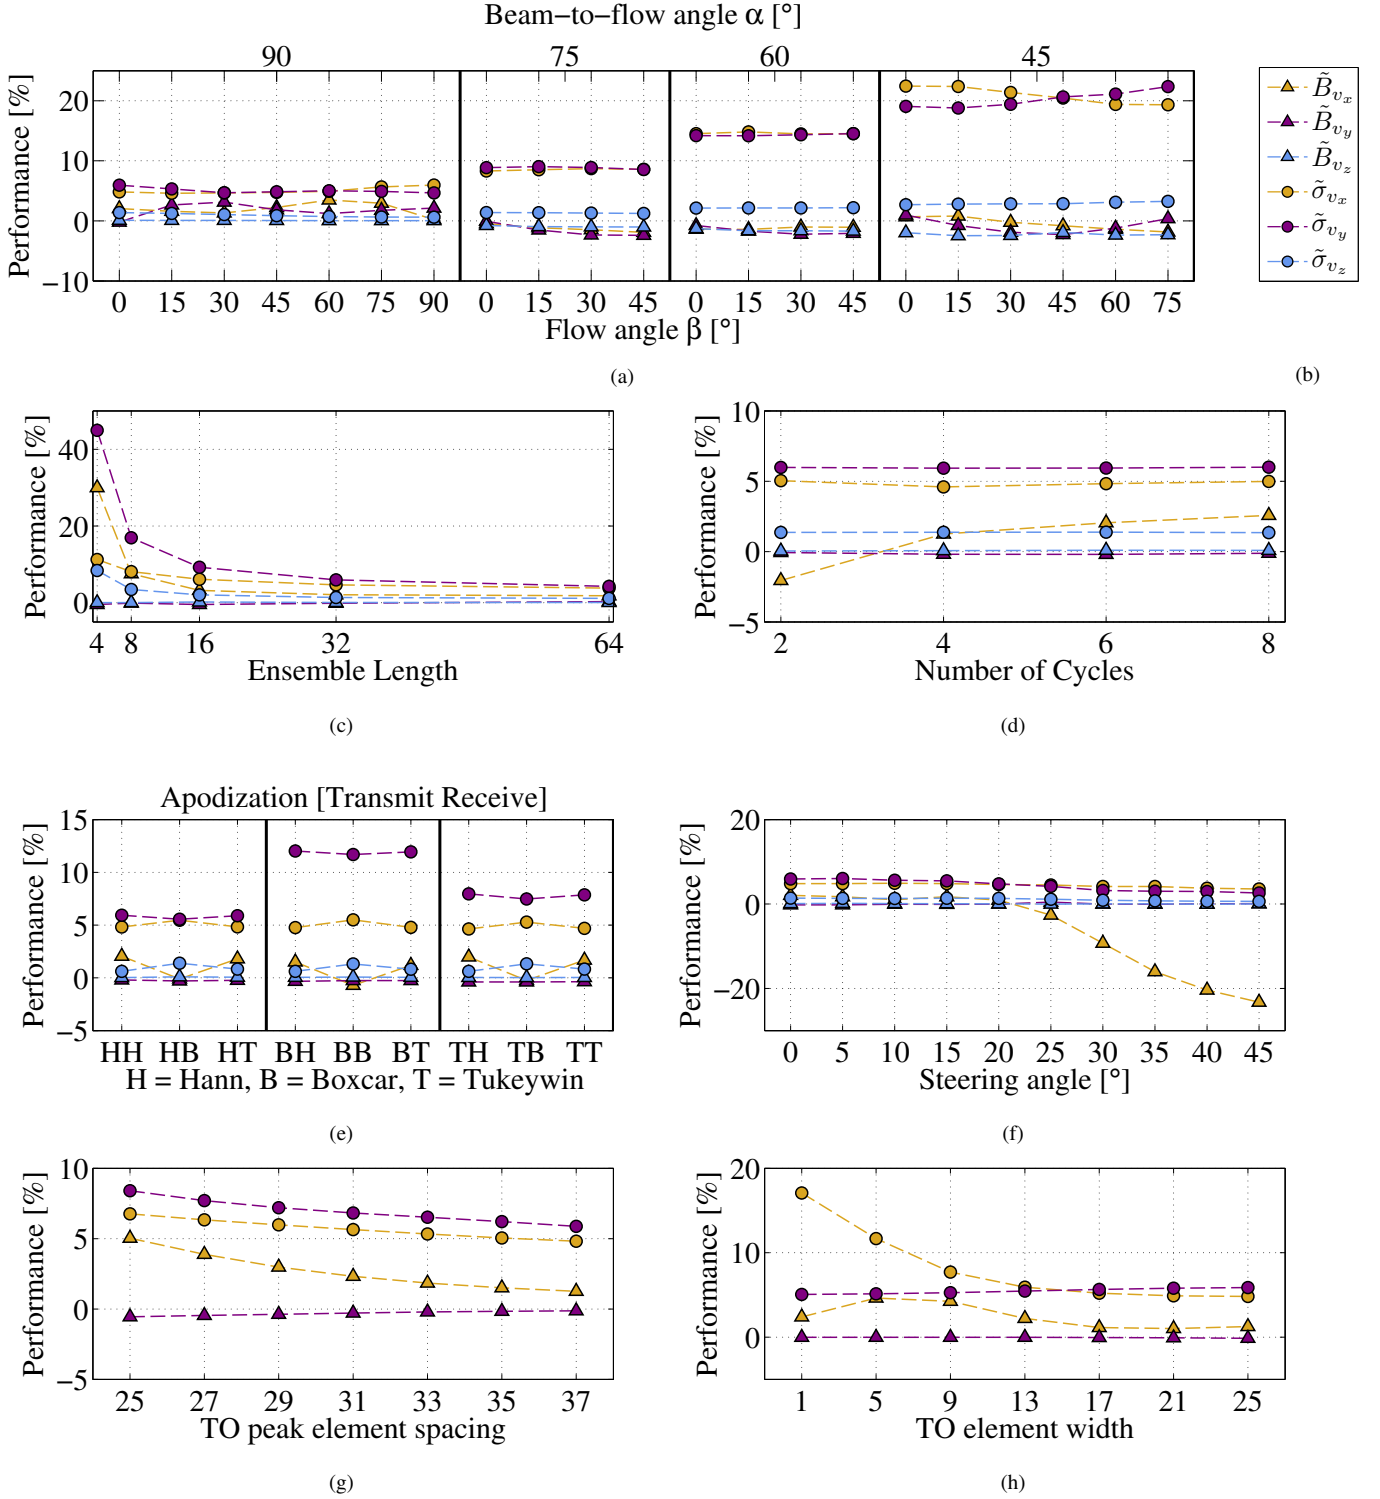 Beam−to−flow angle α [°]
90 75 60 45
Performance [%]
20
10
0
−10
0 15 30 45 60 75 90 0 15 30 45 0 15 30 45 0 15 30 45 60 75
Flow angle β [°]
(a)
B̃vx
B̃vy
B̃vz
σ̃vx
σ̃vy
σ̃vz
(b)
Performance [%]
40
20
0
4 8 16 32 64
Ensemble Length
(c)
Performance [%]
10
5
0
−5
2 4 6 8
Number of Cycles
(d)
Apodization [Transmit Receive]
Performance [%]
15
10
5
0
−5
HH HB HT BH BB BT TH TB TT
H = Hann, B = Boxcar, T = Tukeywin
(e)
Performance [%]
20
0
−20
0 5 10 15 20 25 30 35 40 45
Steering angle [°]
(f)
Performance [%]
10
5
0
−5
25 27 29 31 33 35 37
TO peak element spacing
(g)
Performance [%]
20
10
0
1 5 9 13 17 21 25
TO element width
(h)